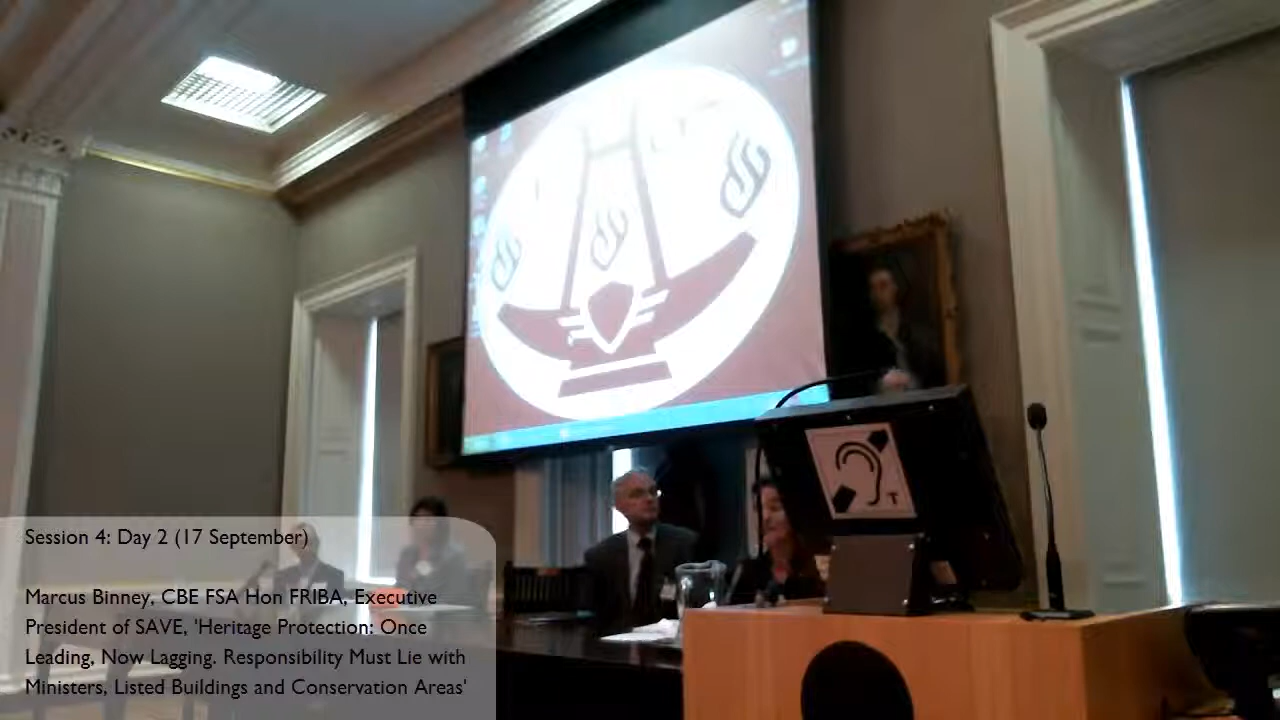 T
Session 4: Day 2 (17 September)
Marcus Binney, CBE FSA Hon FRIBA, Executive
President of SAVE, 'Heritage Protection: Once
Leading, Now Lagging. Responsibility Must Lie with
Ministers, Listed Buildings and Conservation Areas'